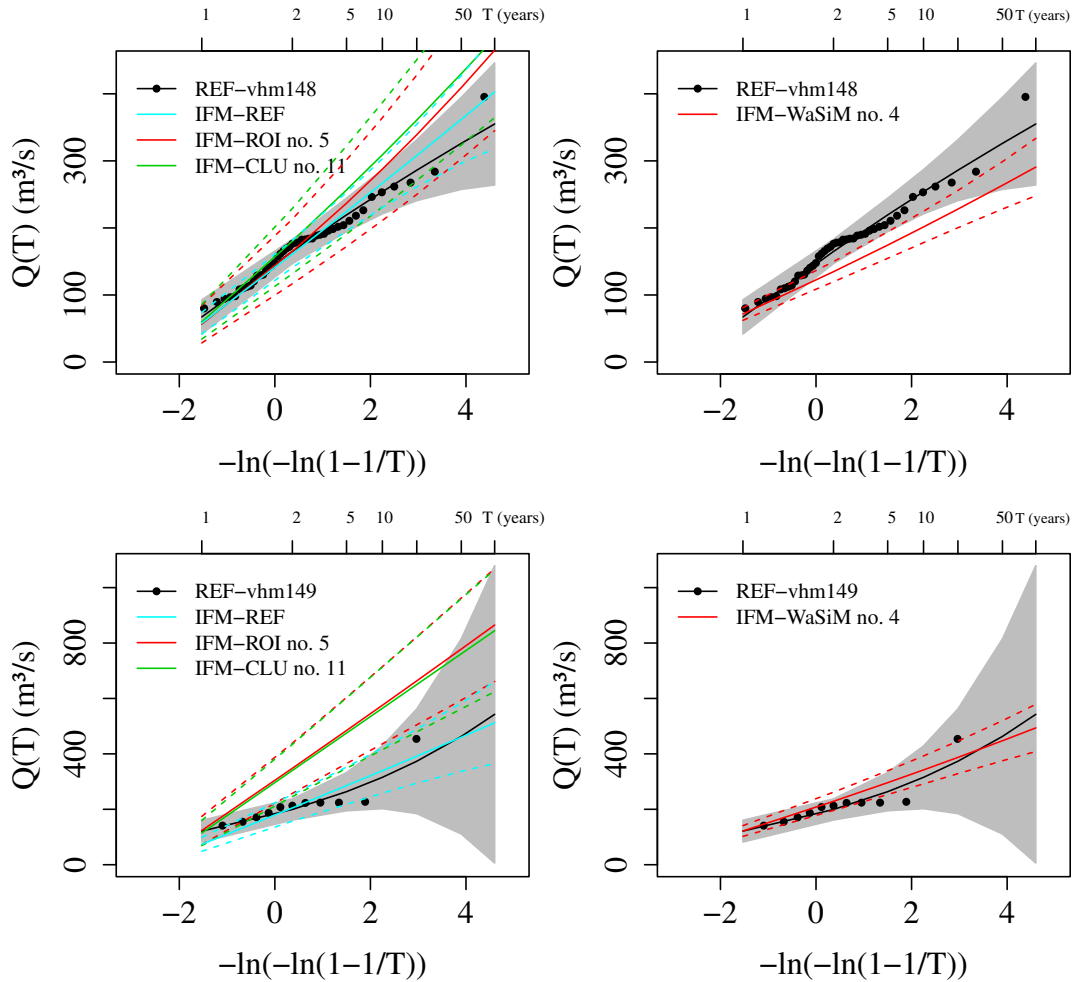 1 2 5 10 50 T (years)
REF−vhm148
IFM−REF
IFM−ROI no. 5
IFM−CLU no. 11
Q(T) (m³/s)
0 100 300
−2 0 2 4
−ln(−ln(1−1/T))
1 2 5 10 50 T (years)
REF−vhm148
IFM−WaSiM no. 4
Q(T) (m³/s)
0 100 300
−2 0 2 4
−ln(−ln(1−1/T))
1 2 5 10 50 T (years)
REF−vhm149
IFM−REF
IFM−ROI no. 5
IFM−CLU no. 11
Q(T) (m³/s)
0 400 800
−2 0 2 4
−ln(−ln(1−1/T))
1 2 5 10 50 T (years)
REF−vhm149
IFM−WaSiM no. 4
Q(T) (m³/s)
0 400 800
−2 0 2 4
−ln(−ln(1−1/T))